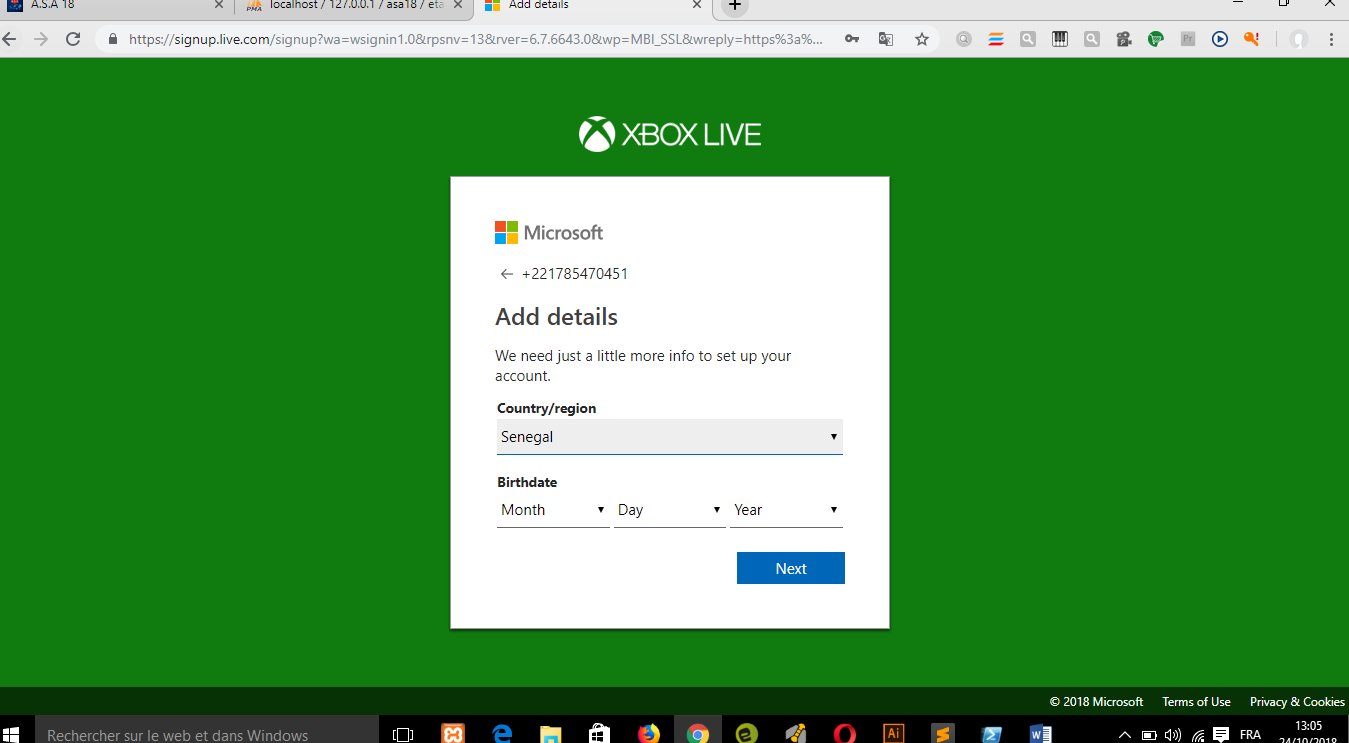 A.S.A 18
localhost / 127.0.0.1 / asa18 / eta
Add details
https://signup.live.com/signup?wa=wsignin1.0&rpsnv=13&rver=6.7.6643.0&wp=MBI_SSL&wreply=https%3a%...
XBOX LIVE
Microsoft
+221785470451
Add details
We need just a little more info to set up your
account.
Country/region
Senegal
Birthdate
Month Day Year
Next
© 2018 Microsoft Terms of Use Privacy & Cookies
Rechercher sur le web et dans Windows
Ai
FRA
13:05
24/10/2018